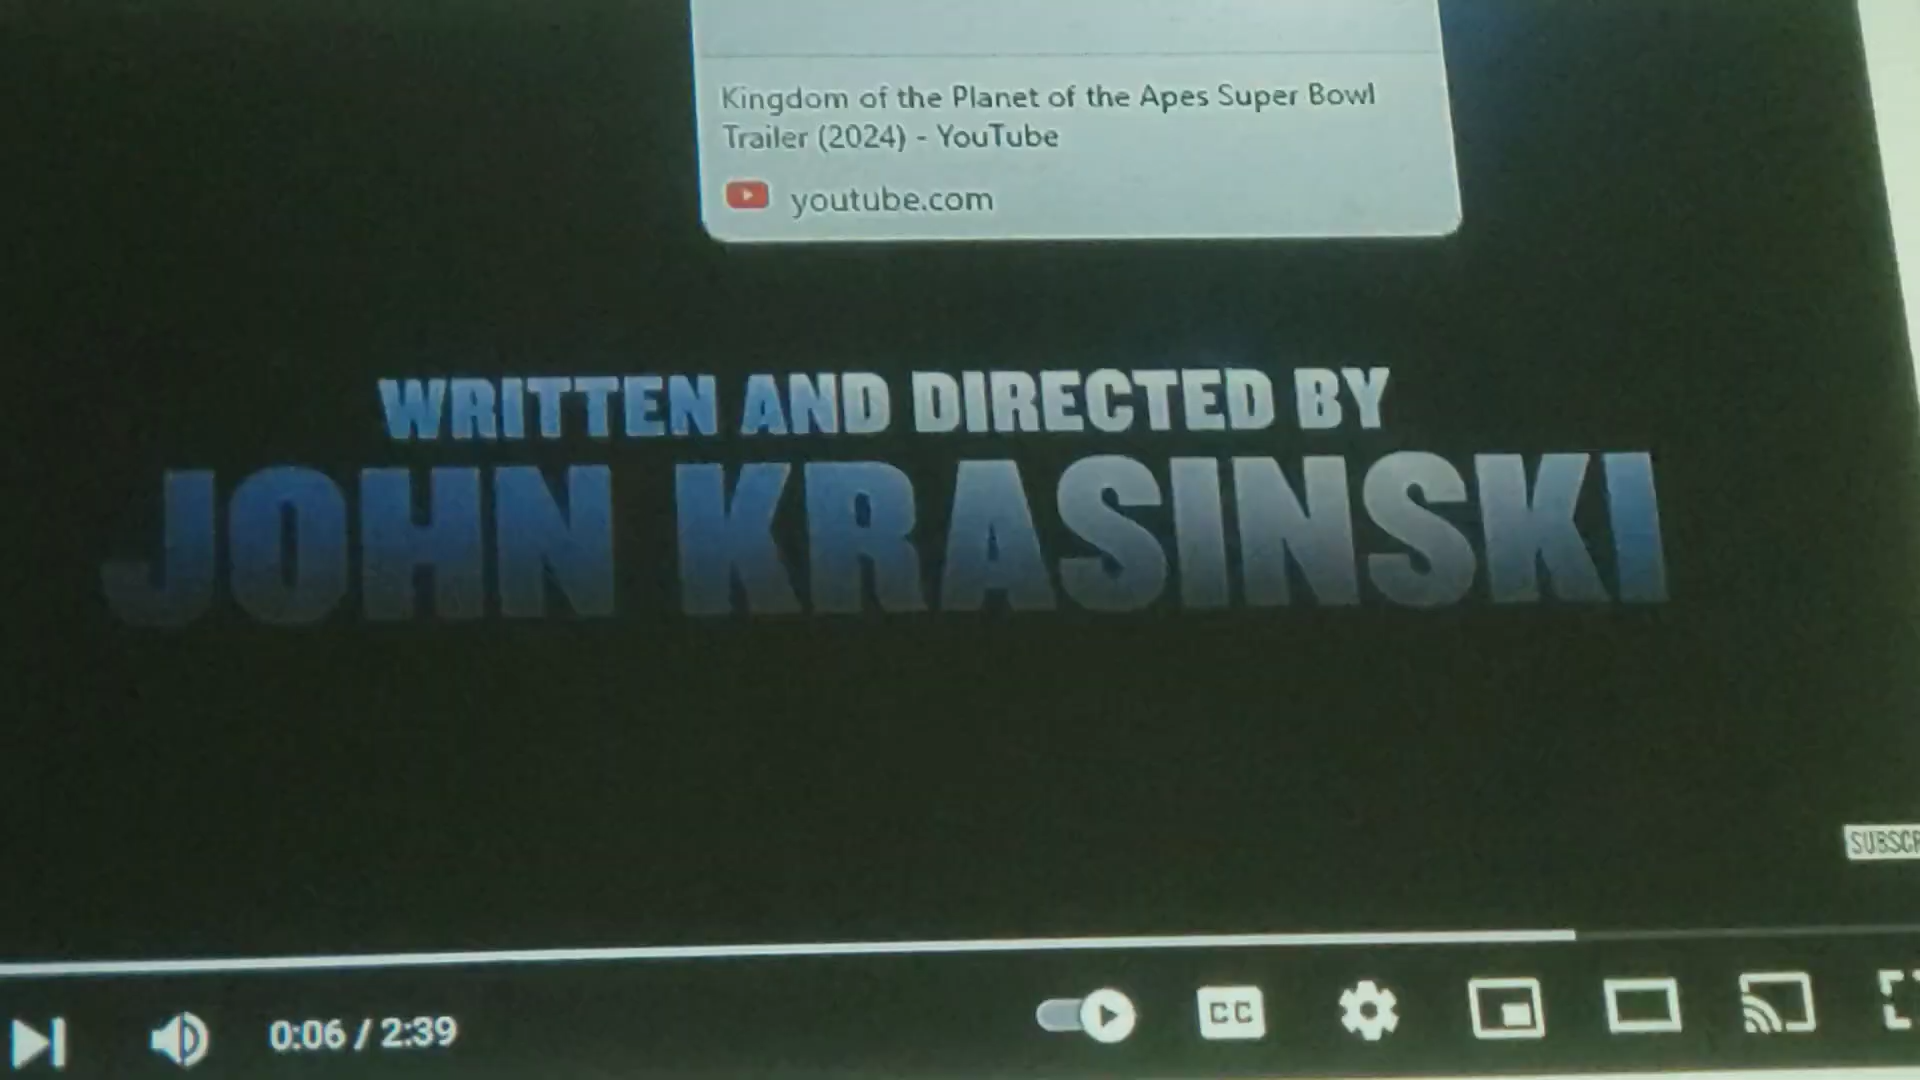 Kingdom of the Planet of the Apes Super Bowl
Trailer (2024) - YouTube
youtube.com
WRITTEN AND DIRECTED BY
JOHN KRASINSKI
0:06 / 2:39
CC